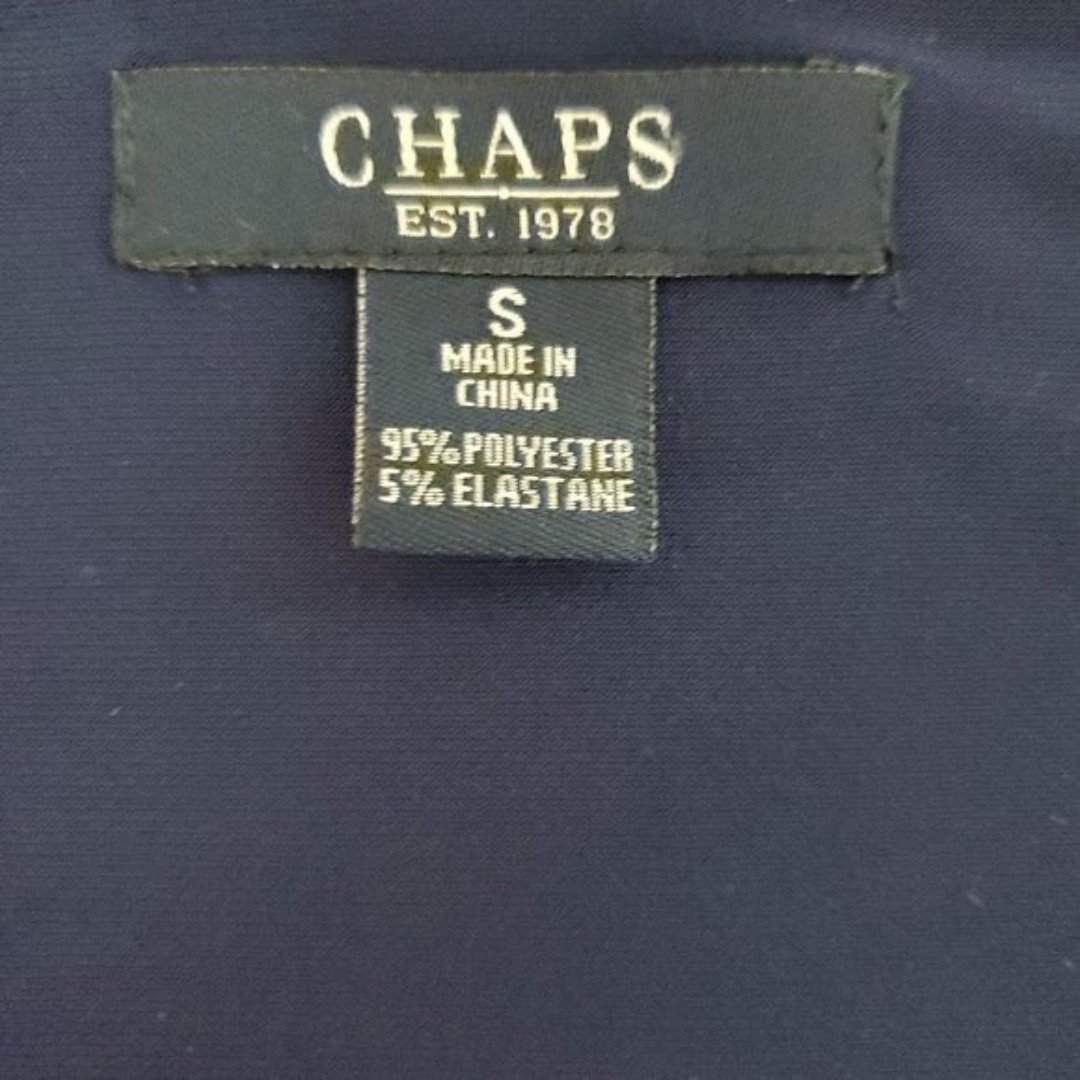 CHAPS
EST. 1978
S
MADE IN
CHINA
95% POLYESTER
5% ELASTANE